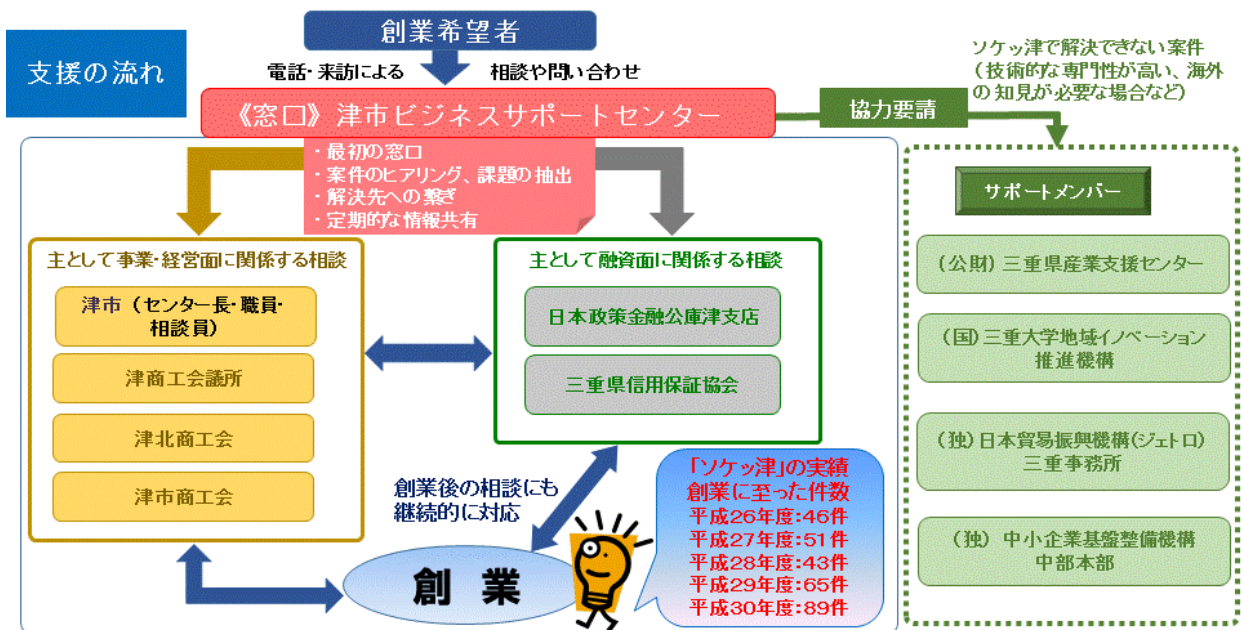 支援の流れ
創業希望者
電話・来訪による　相談や問い合わせ
《窓口》津市ビジネスサポートセンター
・最初の窓口
・案件のヒアリング、課題の抽出
・解決先への繋ぎ
・定期的な情報共有
協力要請
ソケッ津で解決できない案件
（技術的な専門性が高い、海外
の知見が必要な場合など）
主として事業・経営面に関係する相談
津市（センター長・職員・
相談員）
津商工会議所
津北商工会
津市商工会
主として融資面に関係する相談
日本政策金融公庫津支店
三重県信用保証協会
創業後の相談にも
継続的に対応
創業
「ソケッ津」の実績
創業に至った件数
平成26年度：46件
平成27年度：51件
平成28年度：43件
平成29年度：65件
平成30年度：89件
サポートメンバー
（公財）三重県産業支援センター
（国）三重大学地域イノベーション
推進機構
（独）日本貿易振興機構（ジェトロ）
三重事務所
（独） 中小企業基盤整備機構
中部本部